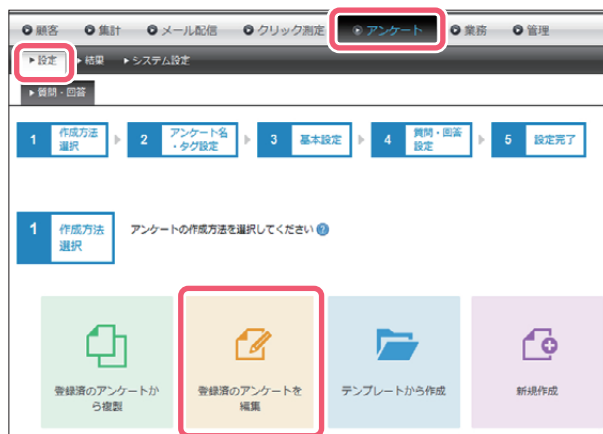 顧客 集計 メール配信 クリック測定 アンケート 業務 管理
設定 結果 システム設定
質問・回答
1 作成方法選択 2 アンケート名・タグ設定 3 基本設定 4 質問・回答設定 5 設定完了
1 作成方法選択 アンケートの作成方法を選択してください ?
登録済のアンケートか
ら複製
登録済のアンケートを
編集
テンプレートから作成
新規作成